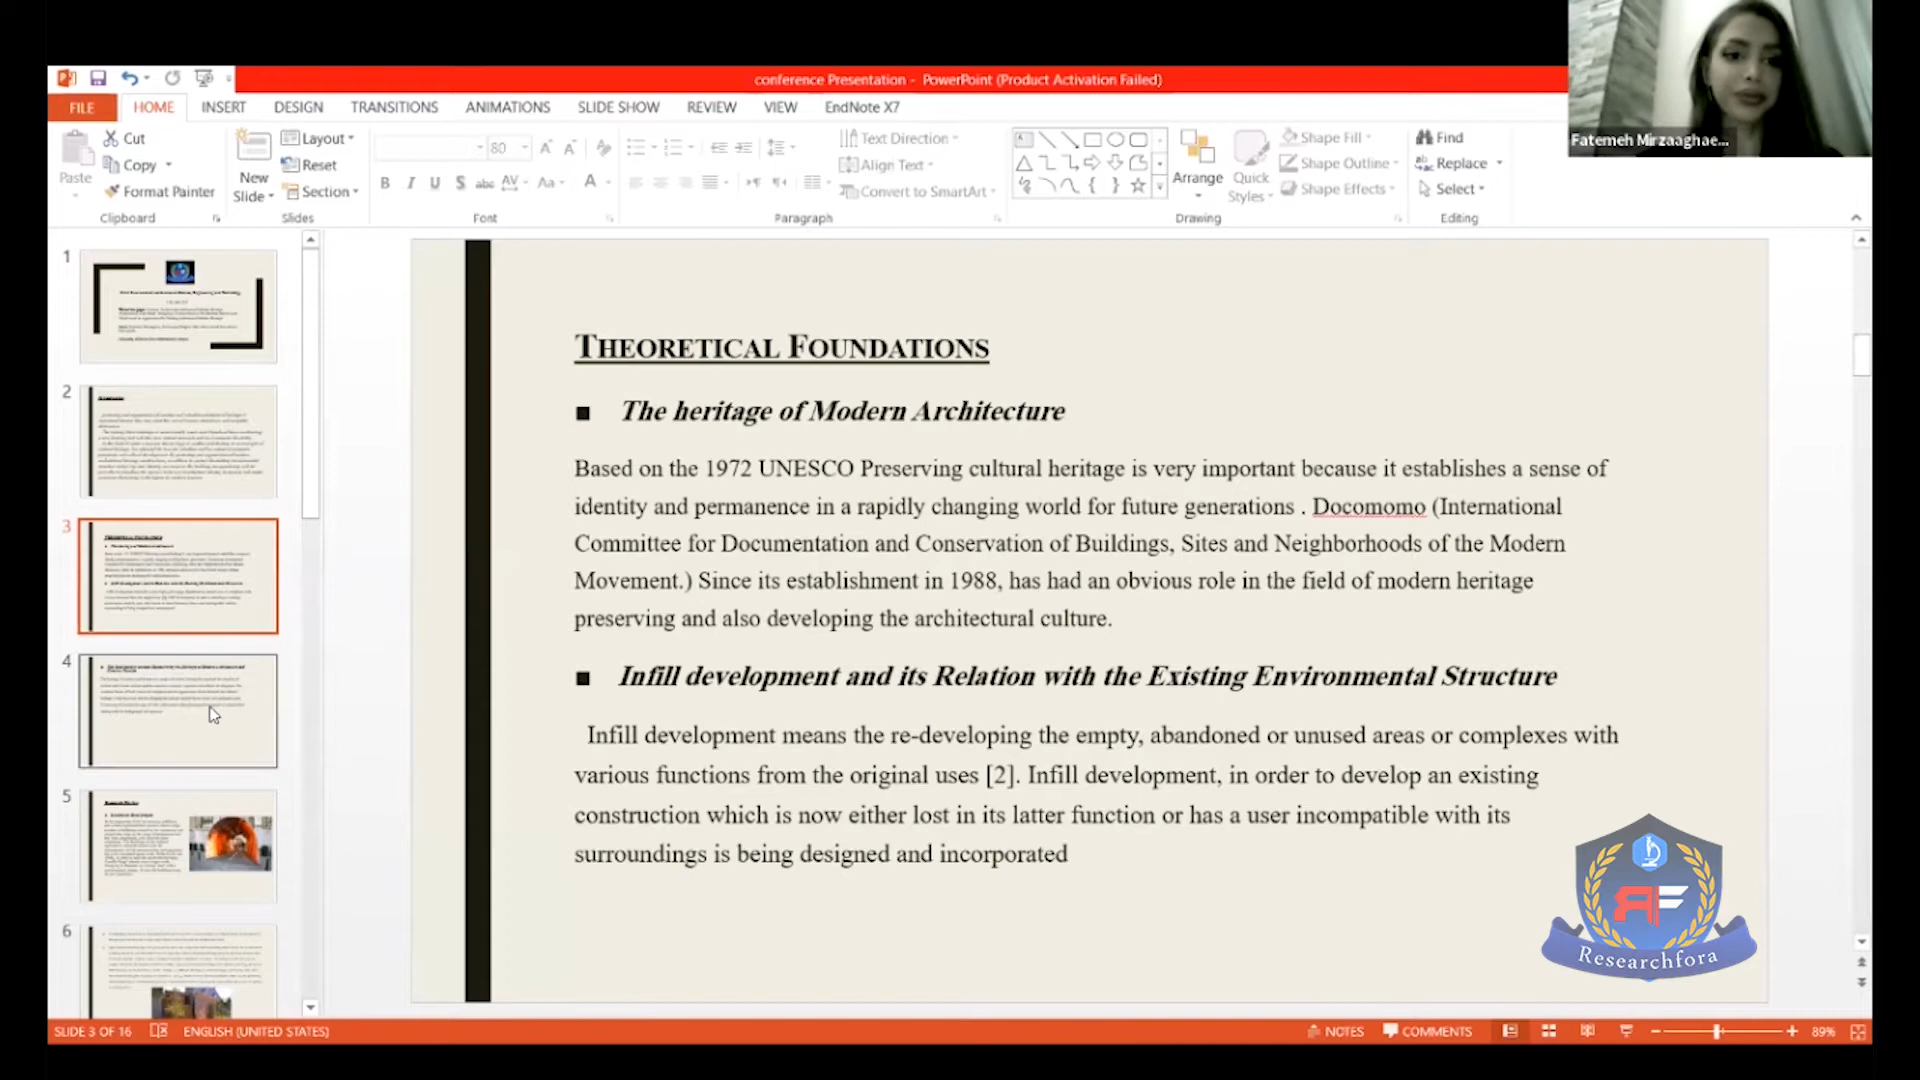 conference Presentation - PowerPoint (Product Activation Failed)
FILE HOME INSERT DESIGN TRANSITIONS ANIMATIONS SLIDE SHOW REVIEW VIEW EndNote X7
Fatemeh Mirzaaghae...
Paste
Cut
Copy
Format Painter
Clipboard
New
Slide
Layout
Reset
Section
Slides
80
Font
Text Direction
Align Text
Convert to SmartArt
Paragraph
Arrange
Quick
Styles
Shape Fill
Shape Outline
Shape Effects
Drawing
Find
Replace
Select
Editing
1
2
3
4
5
6
THEORETICAL FOUNDATIONS
■ The heritage of Modern Architecture
Based on the 1972 UNESCO Preserving cultural heritage is very important because it establishes a sense of
identity and permanence in a rapidly changing world for future generations . Docomomo (International
Committee for Documentation and Conservation of Buildings, Sites and Neighborhoods of the Modern
Movement.) Since its establishment in 1988, has had an obvious role in the field of modern heritage
preserving and also developing the architectural culture.
■ Infill development and its Relation with the Existing Environmental Structure
Infill development means the re-developing the empty, abandoned or unused areas or complexes with
various functions from the original uses [2]. Infill development, in order to develop an existing
construction which is now either lost in its latter function or has a user incompatible with its
surroundings is being designed and incorporated
RF
Researchfora
SLIDE 3 OF 16 ENGLISH (UNITED STATES) NOTES COMMENTS 89%